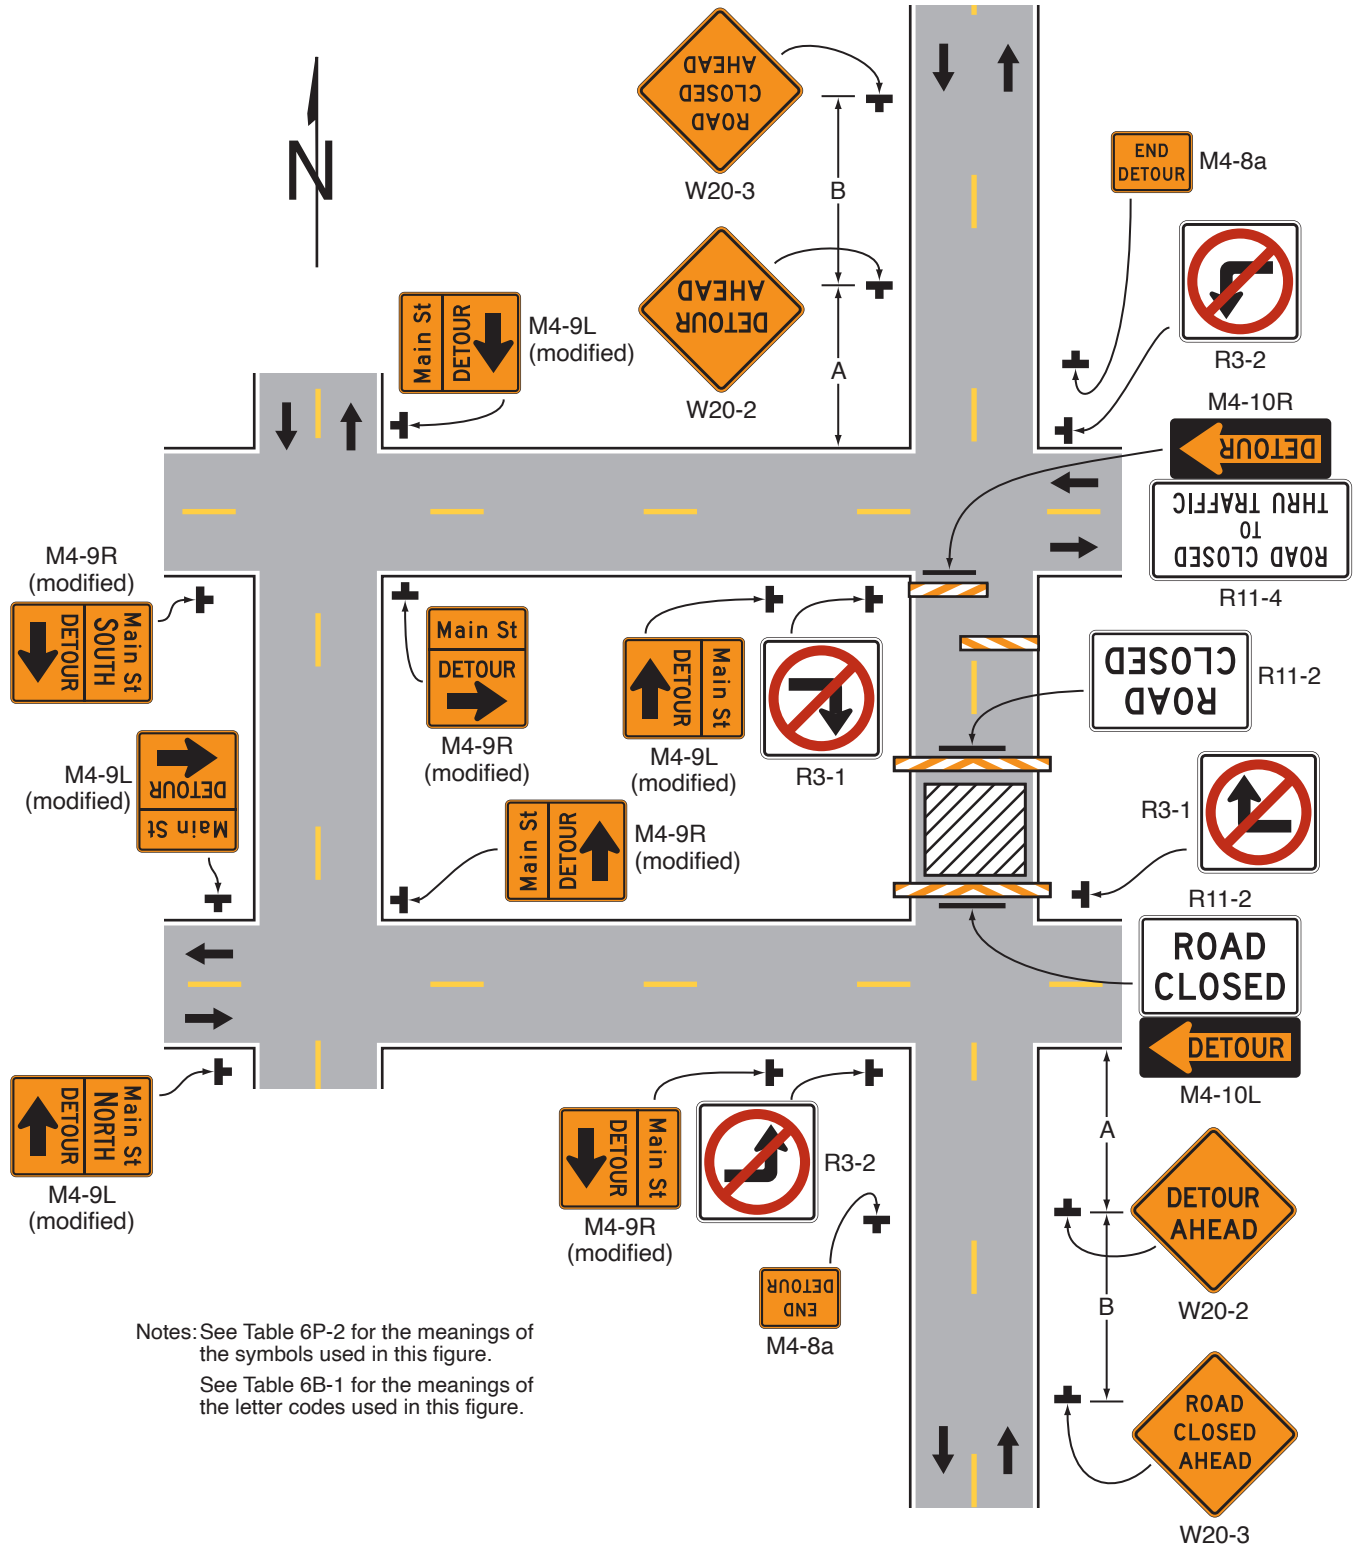 ROAD
CLOSED
AHEAD
W20-3
B
END
DETOUR
M4-8a
N
DETOUR
AHEAD
W20-2
A
R3-2
Main St
DETOUR
M4-9L
(modified)
M4-10R
DETOUR
ROAD CLOSED
TO
THRU TRAFFIC
R11-4
M4-9R
(modified)
Main St
SOUTH
DETOUR
Main St
DETOUR
M4-9R
(modified)
Main St
DETOUR
M4-9L
(modified)
R3-1
ROAD
CLOSED
R11-2
M4-9L
(modified)
Main St
DETOUR
Main St
DETOUR
M4-9R
(modified)
R3-1
R11-2
ROAD
CLOSED
DETOUR
M4-10L
Main St
NORTH
DETOUR
M4-9L
(modified)
Main St
DETOUR
M4-9R
(modified)
R3-2
END
DETOUR
M4-8a
A
DETOUR
AHEAD
W20-2
B
ROAD
CLOSED
AHEAD
W20-3
Notes: See Table 6P-2 for the meanings of
the symbols used in this figure.
See Table 6B-1 for the meanings of
the letter codes used in this figure.